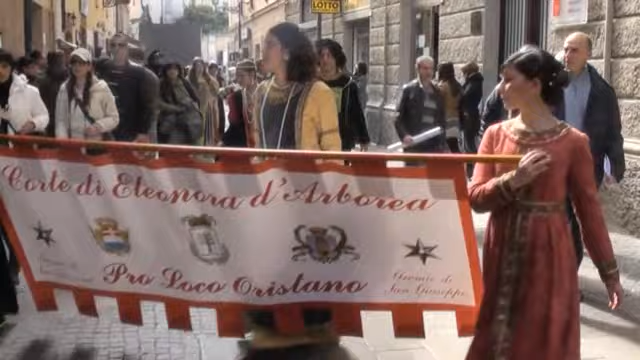 LOTTO
Corte di Eleonora d'Arborea
Pro Loco Oristano
Gremio di
San Giuseppe